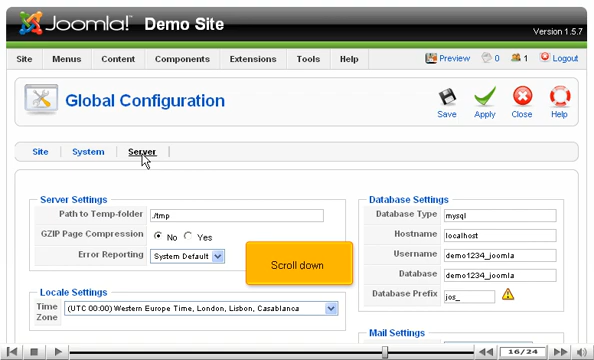 Joomla! Demo Site
Version 1.5.7
Site Menus Content Components Extensions Tools Help Preview 0 1 Logout
Global Configuration
Save Apply Close Help
Site System Server
Server Settings
Path to Temp-folder ./tmp
GZIP Page Compression No Yes
Error Reporting System Default
Locale Settings
Time Zone (UTC 00:00) Western Europe Time, London, Lisbon, Casablanca
Scroll down
Database Settings
Database Type mysql
Hostname localhost
Username demo1234_joomla
Database demo1234_joomla
Database Prefix jos_
Mail Settings
16/24